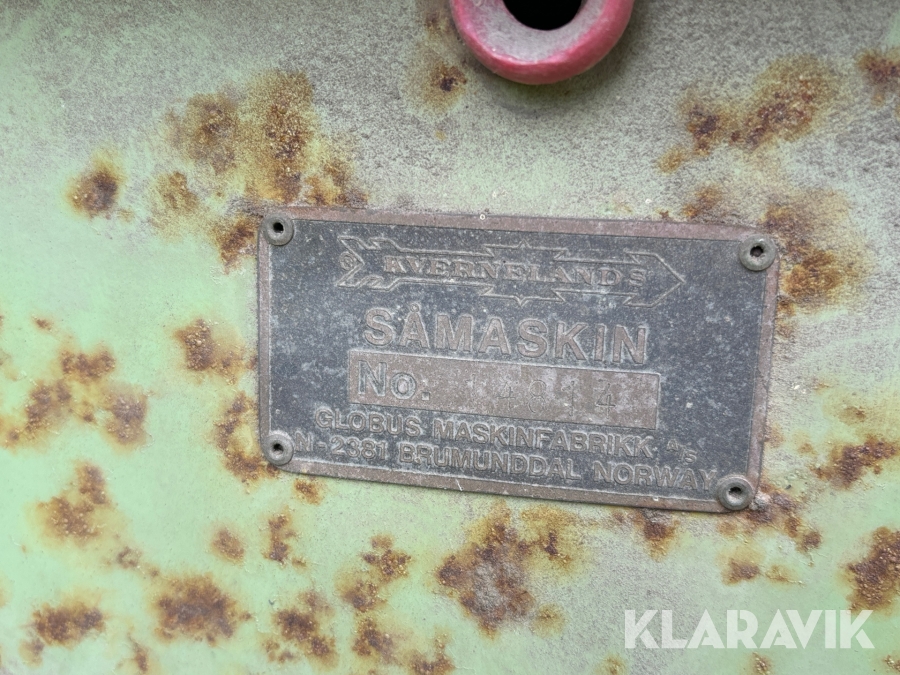 KVERNELANDS
SÅMASKIN
No.
GLOBUS MASKINFABRIKK A/S
N-2381 BRUMUNDDAL NORWAY
KLARAVIK